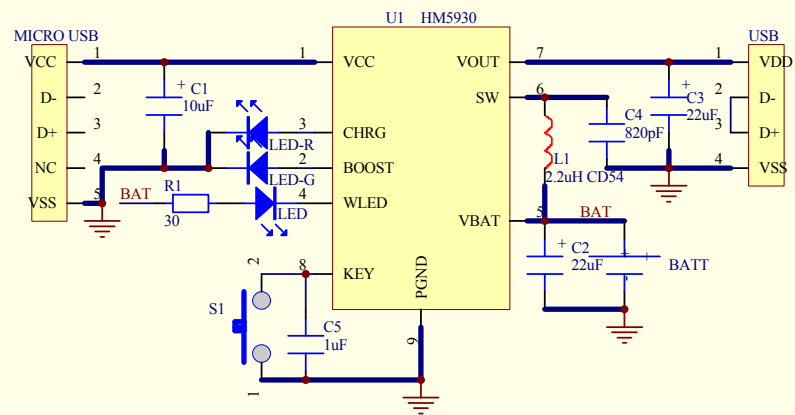 U1 HM5930
MICRO USB
USB
VCC 1
D- 2
D+ 3
NC 4
VSS 5
+ C1
10uF
1 VCC
3 CHRG
2 BOOST
4 WLED
8 KEY
PGND
9
VOUT 7
SW 6
VBAT 5
LED-R
LED-G
LED
BAT
R1
30
S1
2
1
C5
1uF
L1
2.2uH CD54
C4
820pF
+
C3
22uF
1 VDD
2 D-
3 D+
4 VSS
BAT
+
C2
22uF
+ +
-
BATT